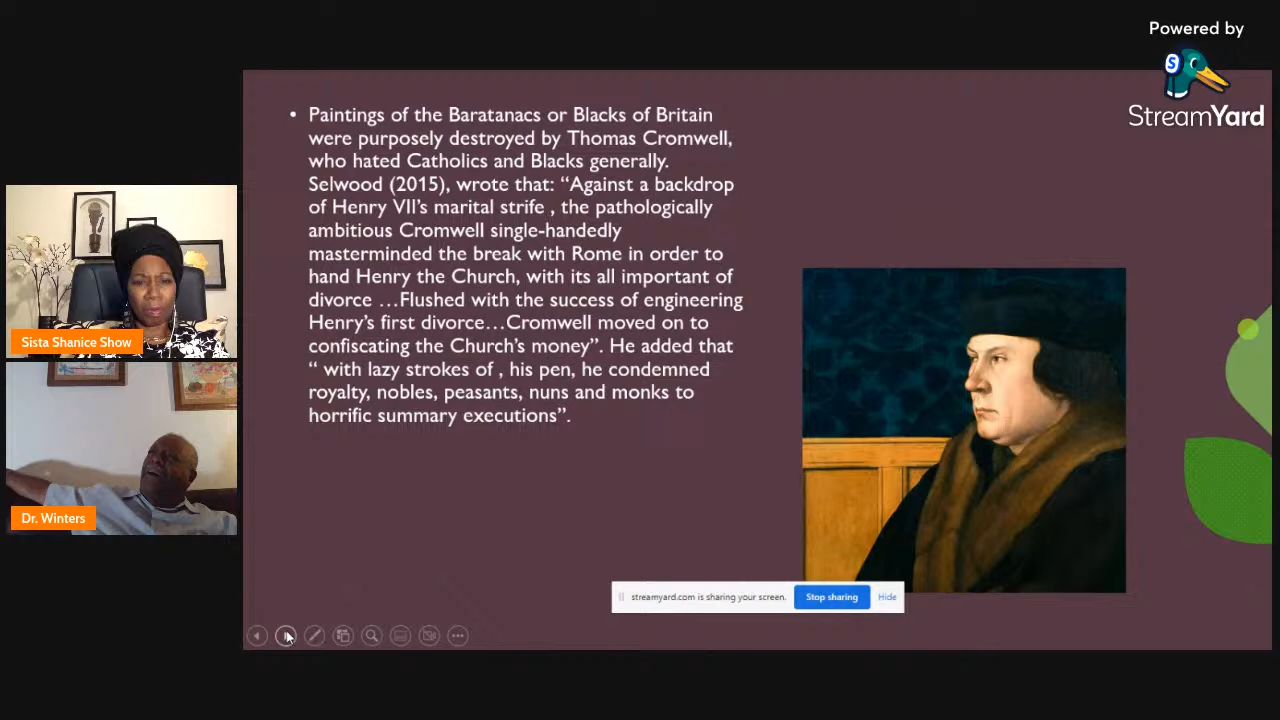 Powered by
StreamYard
• Paintings of the Baratanacs or Blacks of Britain
were purposely destroyed by Thomas Cromwell,
who hated Catholics and Blacks generally.
Selwood (2015), wrote that: “Against a backdrop
of Henry VII’s marital strife , the pathologically
ambitious Cromwell single-handedly
masterminded the break with Rome in order to
hand Henry the Church, with its all important of
divorce …Flushed with the success of engineering
Henry’s first divorce…Cromwell moved on to
confiscating the Church’s money”. He added that
“ with lazy strokes of , his pen, he condemned
royalty, nobles, peasants, nuns and monks to
horrific summary executions”.
Sista Shanice Show
Dr. Winters
streamyard.com is sharing your screen.
Stop sharing
Hide